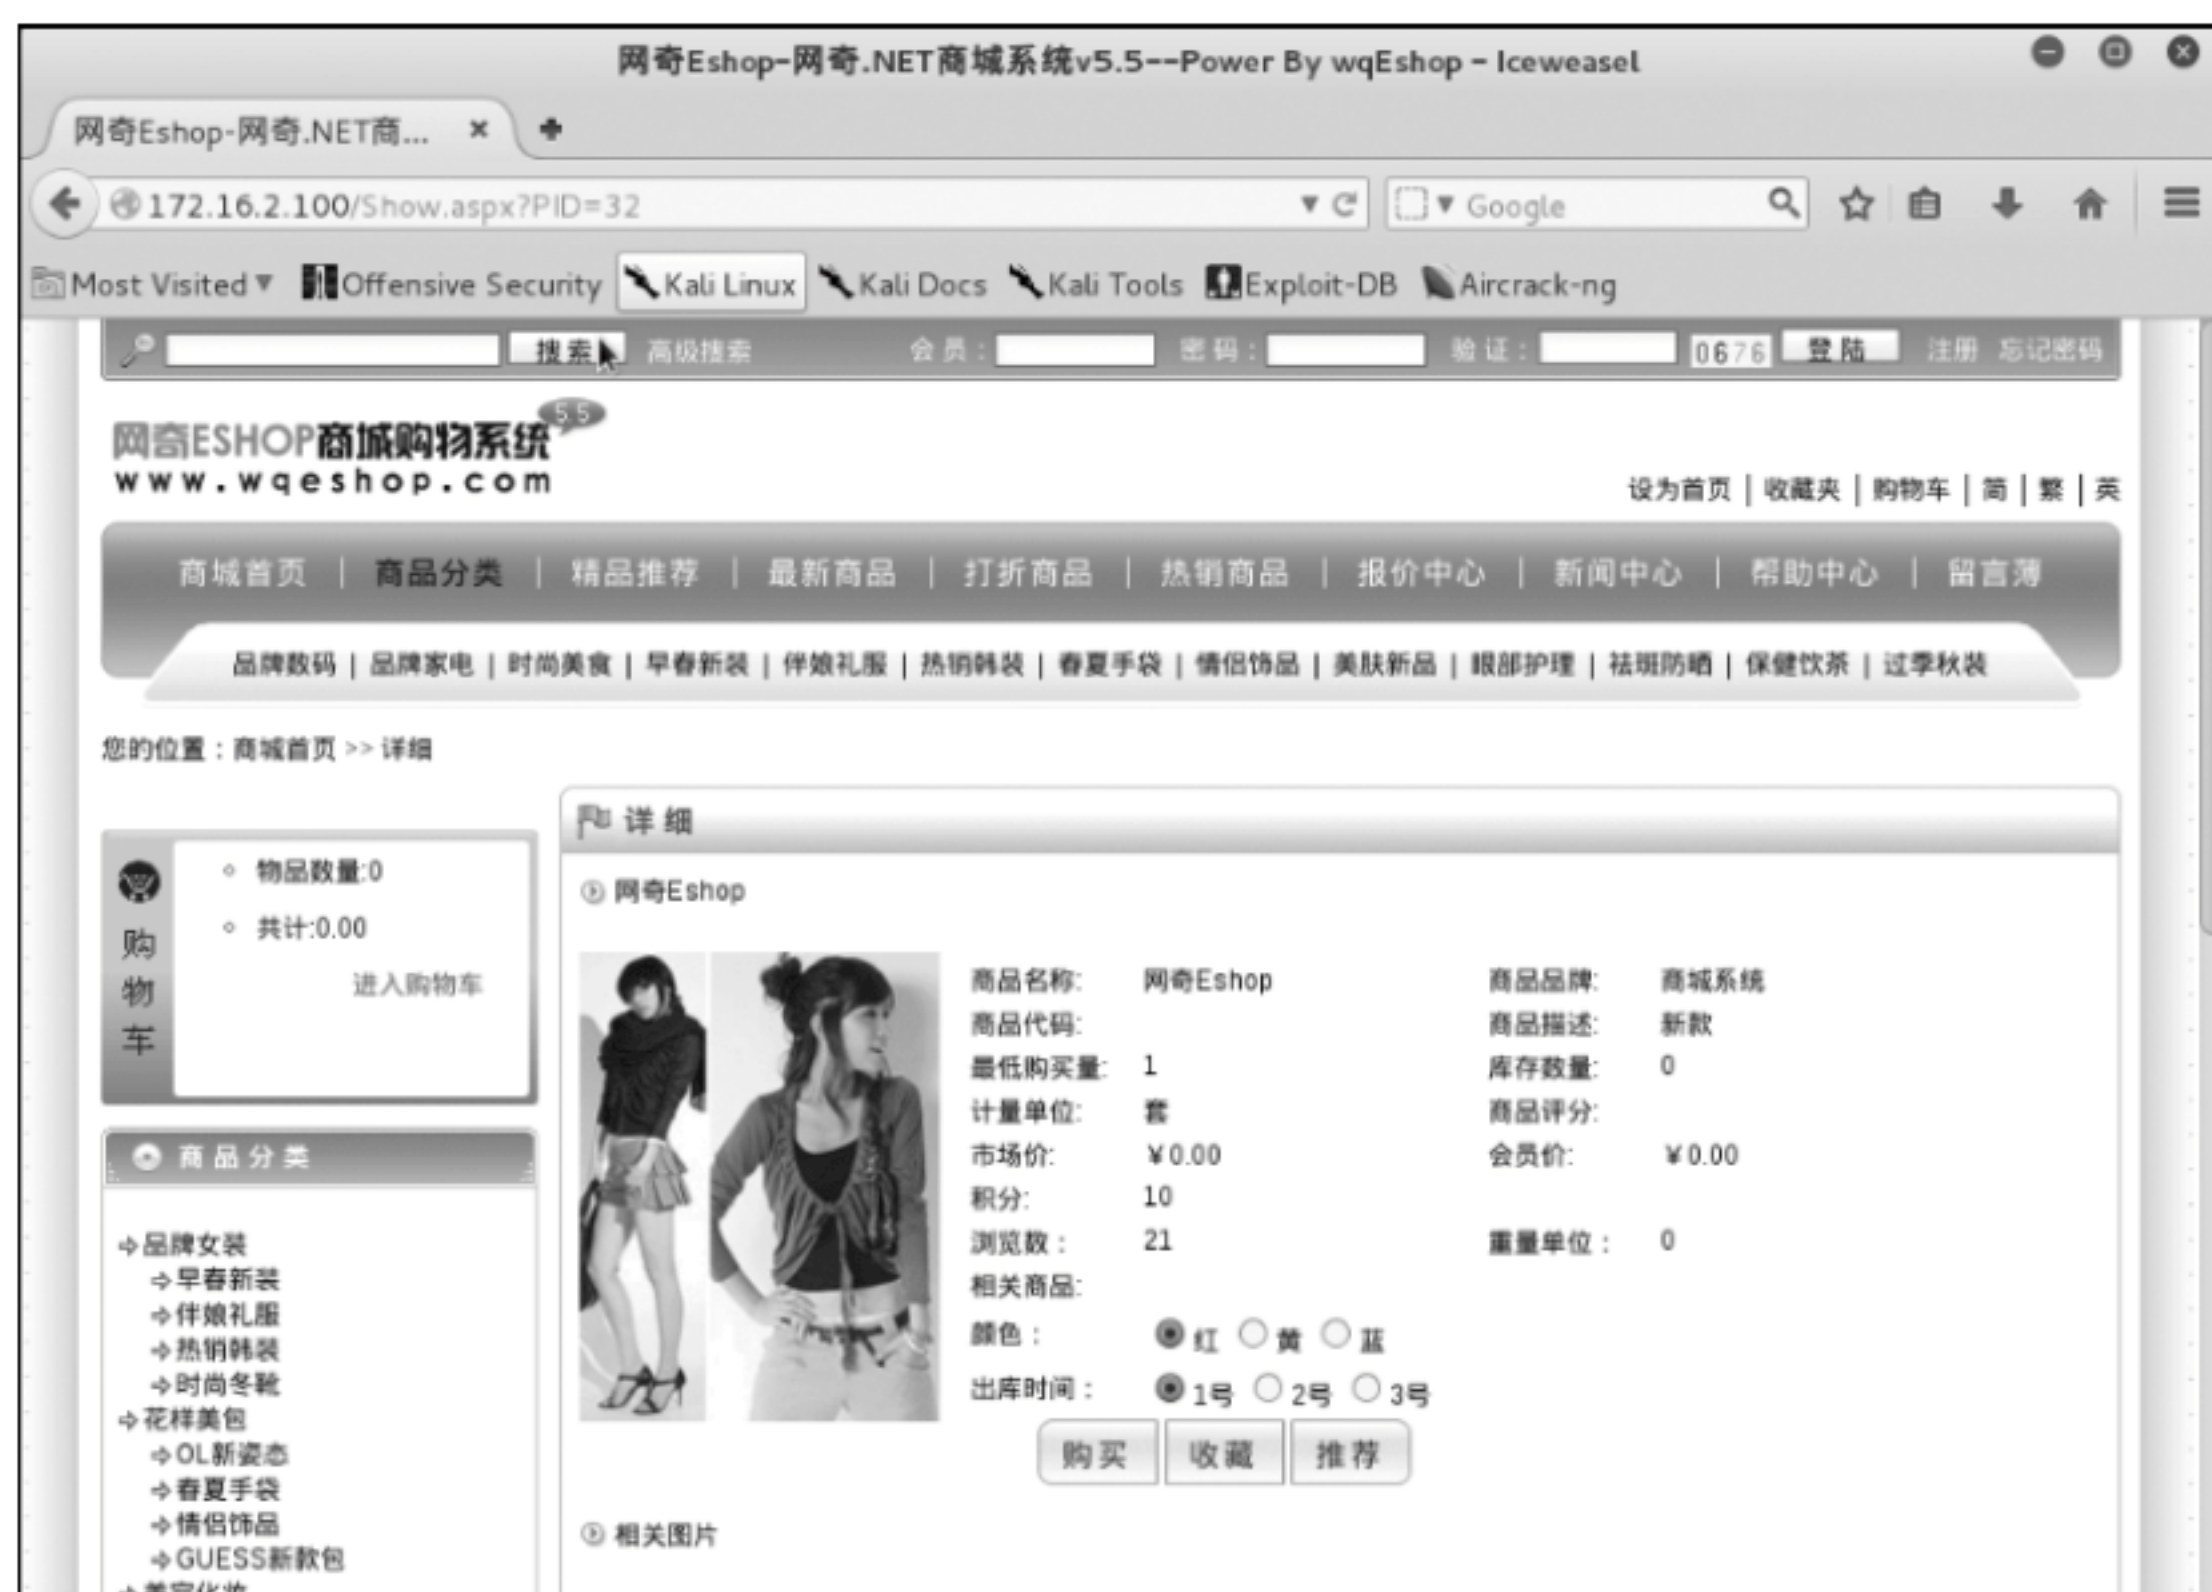 网奇Eshop-网奇.NET商城系统v5.5--Power By wqEshop - Iceweasel
网奇Eshop-网奇.NET商...
172.16.2.100/Show.aspx?PID=32
Google
Most Visited Offensive Security Kali Linux Kali Docs Kali Tools Exploit-DB Aircrack-ng
搜索 高级搜索 会员: 密码: 验证: 0676 登陆 注册 忘记密码
5.5
网奇ESHOP商城购物系统
www.wqeshop.com
设为首页 | 收藏夹 | 购物车 | 简 | 繁 | 英
商城首页 | 商品分类 | 精品推荐 | 最新商品 | 打折商品 | 热销商品 | 报价中心 | 新闻中心 | 帮助中心 | 留言薄
品牌数码 | 品牌家电 | 时尚美食 | 早春新装 | 伴娘礼服 | 热销韩装 | 春夏手袋 | 情侣饰品 | 美肤新品 | 眼部护理 | 祛斑防晒 | 保健饮茶 | 过季秋装
您的位置:商城首页 >> 详细
购物车
物品数量:0
共计:0.00
进入购物车
商品分类
品牌女装
早春新装
伴娘礼服
热销韩装
时尚冬靴
花样美包
OL新姿态
春夏手袋
情侣饰品
GUESS新款包
详细
网奇Eshop
商品名称: 网奇Eshop 商品品牌: 商城系统
商品代码: 商品描述: 新款
最低购买量: 1 库存数量: 0
计量单位: 套 商品评分:
市场价: ¥0.00 会员价: ¥0.00
积分: 10
浏览数: 21 重量单位: 0
相关商品:
颜色: 红 黄 蓝
出库时间: 1号 2号 3号
购买 收藏 推荐
相关图片